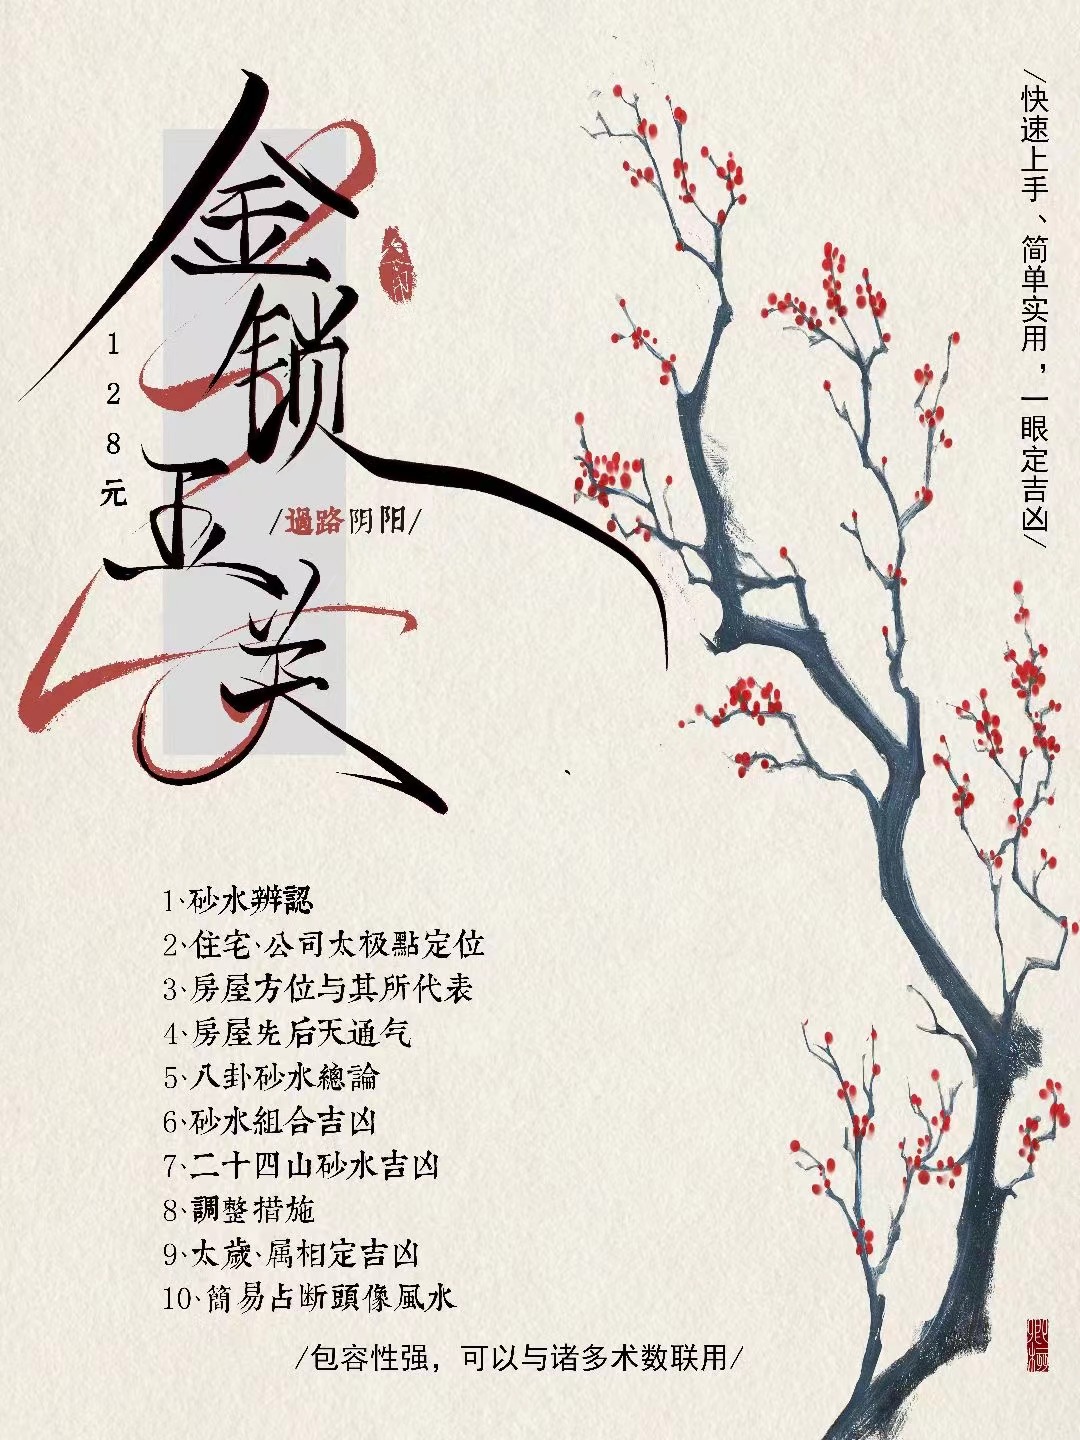 金锁玉关
128元
/過路阴阳/
/快速上手、简单实用，一眼定吉凶/
1、砂水辨認
2、住宅、公司太极點定位
3、房屋方位与其所代表
4、房屋先后天通气
5、八卦砂水總論
6、砂水組合吉凶
7、二十四山砂水吉凶
8、調整措施
9、太歲、属相定吉凶
10、簡易占断頭像風水
/包容性强，可以与诸多术数联用/